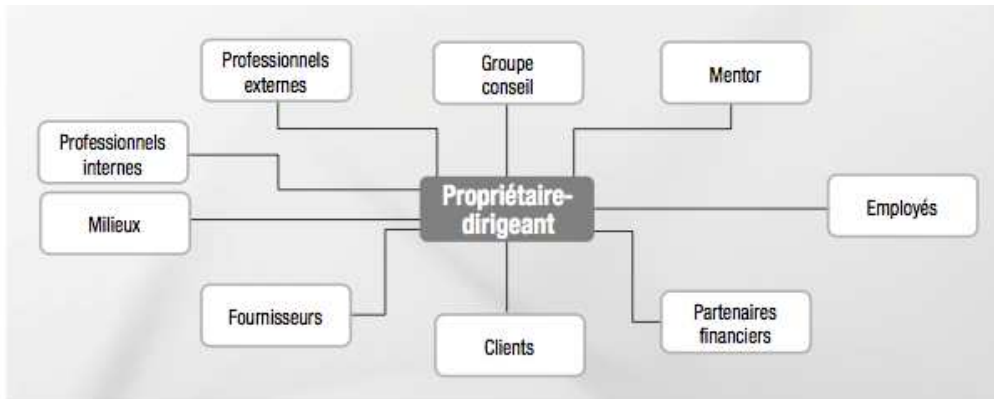 Professionnels
externes
Groupe
conseil
Mentor
Professionnels
internes
Propriétaire-
dirigeant
Employés
Milieux
Fournisseurs
Clients
Partenaires
financiers